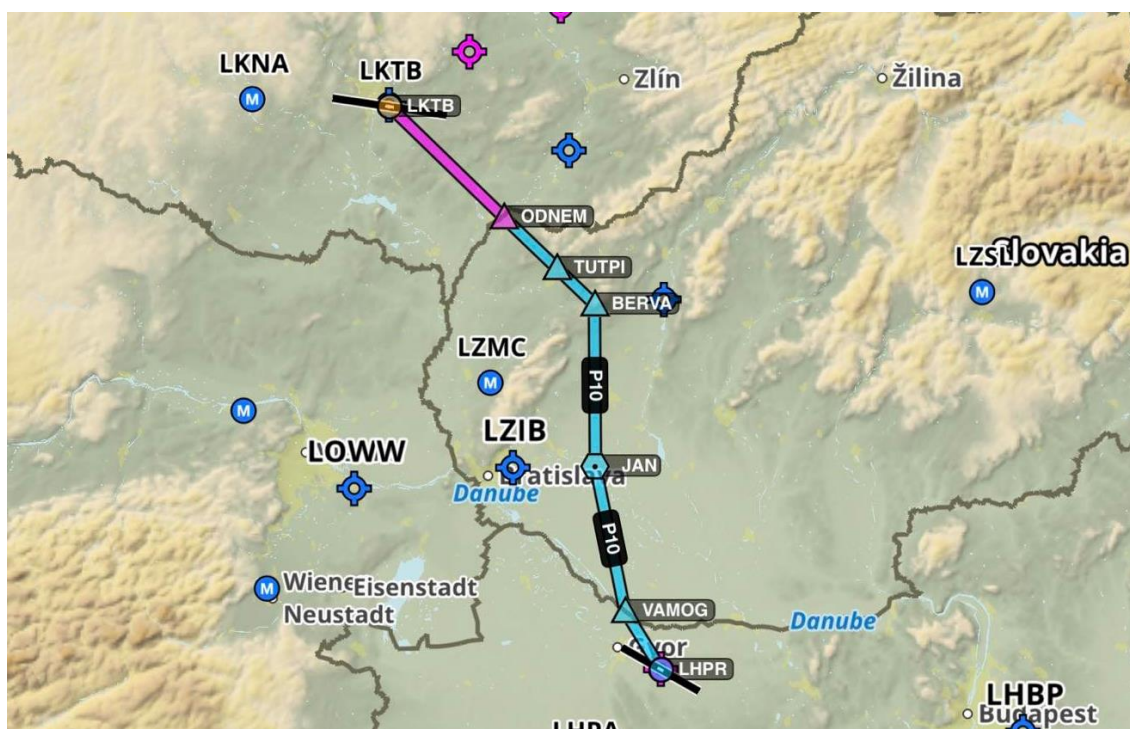 LKNA
LKTB
LKTB
Zlín
Žilina
ODNEM
TUTPI
LZSL
Slovakia
BERVA
LZMC
P10
LZIB
LOWW
JAN
Bratislava
Danube
P10
Eisenstadt
Neustadt
VAMOG
Danube
LHPR
LHBP
Budapest
M
M
M
M
M